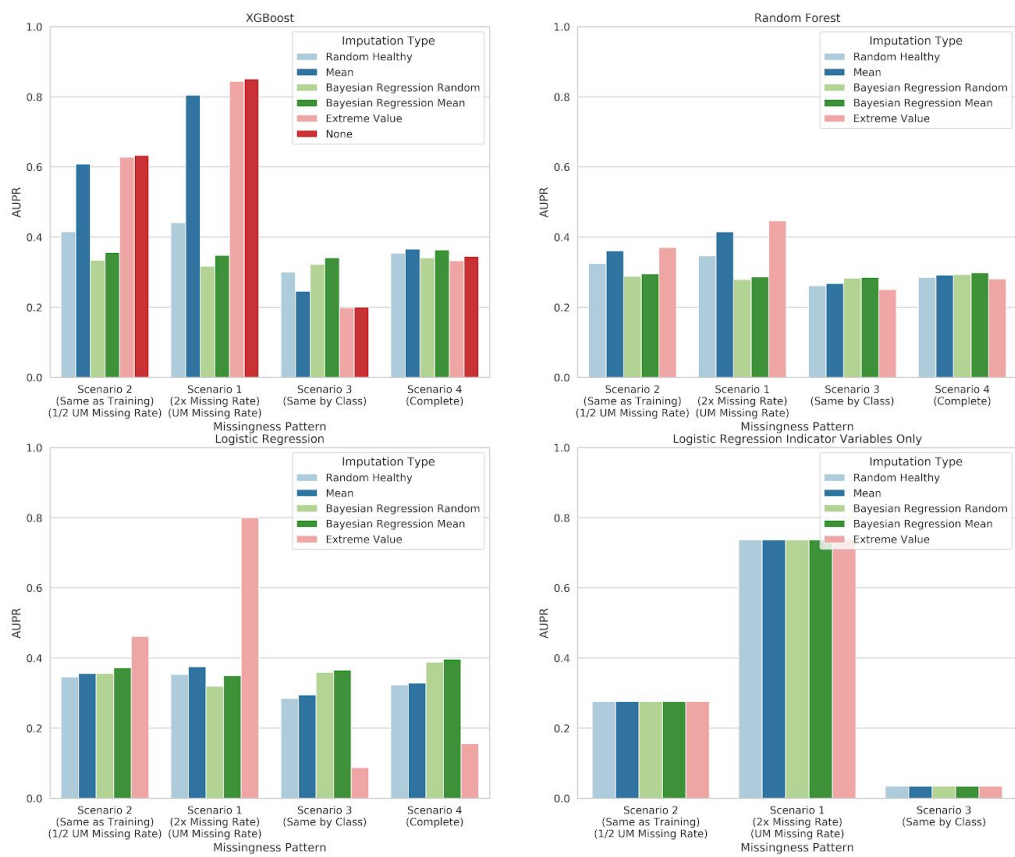 XGBoost
1.0
0.8
0.6
0.4
0.2
0.0
AUPR
Imputation Type
Random Healthy
Mean
Bayesian Regression Random
Bayesian Regression Mean
Extreme Value
None
Scenario 2
(Same as Training)
(1/2 UM Missing Rate)
Scenario 1
(2x Missing Rate)
(UM Missing Rate)
Scenario 3
(Same by Class)
Scenario 4
(Complete)
Missingness Pattern
Random Forest
1.0
0.8
0.6
0.4
0.2
0.0
AUPR
Imputation Type
Random Healthy
Mean
Bayesian Regression Random
Bayesian Regression Mean
Extreme Value
Scenario 2
(Same as Training)
(1/2 UM Missing Rate)
Scenario 1
(2x Missing Rate)
(UM Missing Rate)
Scenario 3
(Same by Class)
Scenario 4
(Complete)
Missingness Pattern
Logistic Regression
1.0
0.8
0.6
0.4
0.2
0.0
AUPR
Imputation Type
Random Healthy
Mean
Bayesian Regression Random
Bayesian Regression Mean
Extreme Value
Scenario 2
(Same as Training)
(1/2 UM Missing Rate)
Scenario 1
(2x Missing Rate)
(UM Missing Rate)
Scenario 3
(Same by Class)
Scenario 4
(Complete)
Missingness Pattern
Logistic Regression Indicator Variables Only
1.0
0.8
0.6
0.4
0.2
0.0
AUPR
Imputation Type
Random Healthy
Mean
Bayesian Regression Random
Bayesian Regression Mean
Extreme Value
Scenario 2
(Same as Training)
(1/2 UM Missing Rate)
Scenario 1
(2x Missing Rate)
(UM Missing Rate)
Scenario 3
(Same by Class)
Missingness Pattern